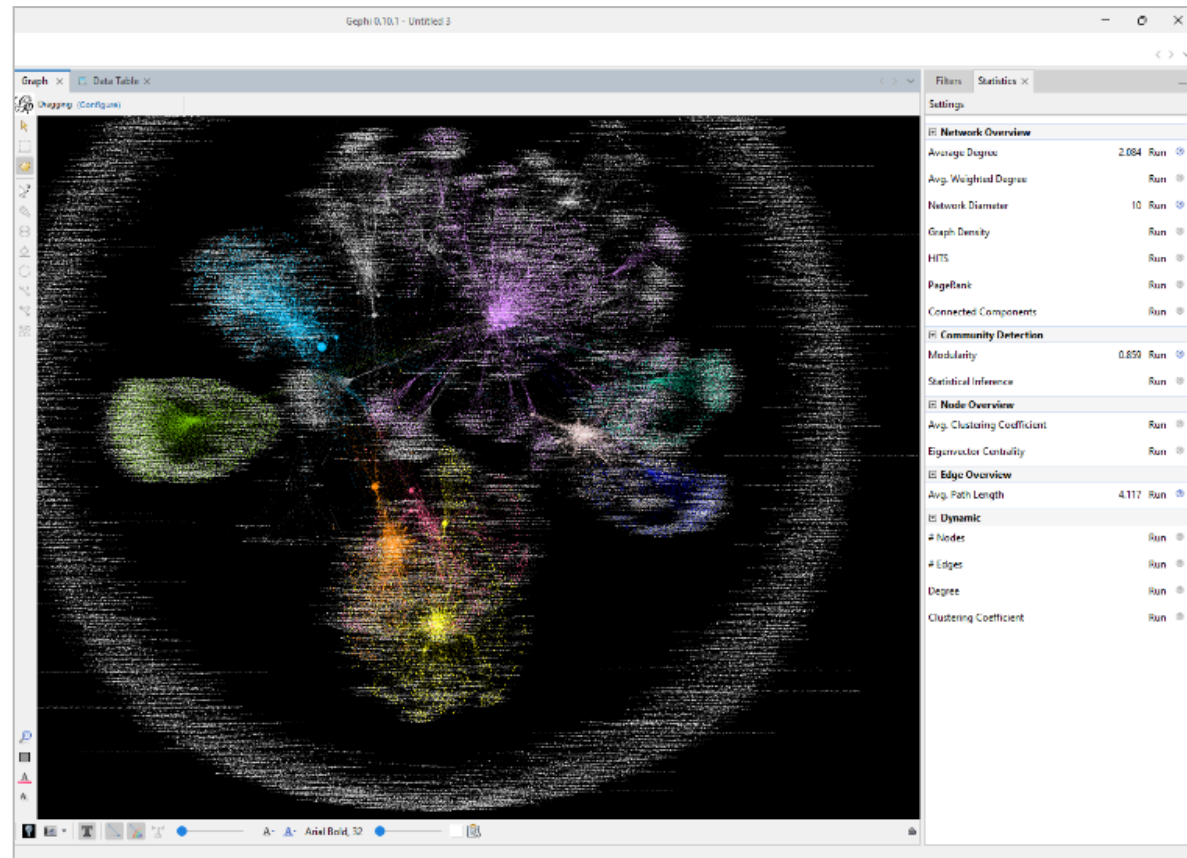 Gephi 0.10.1 - Untitled 3
Graph
Data Table
Dragging (Configure)
Arial Bold, 32
Filters
Statistics
Settings
Network Overview
Average Degree 2.084 Run
Avg. Weighted Degree Run
Network Diameter 10 Run
Graph Density Run
HITS Run
PageRank Run
Connected Components Run
Community Detection
Modularity 0.859 Run
Statistical Inference Run
Node Overview
Avg. Clustering Coefficient Run
Eigenvector Centrality Run
Edge Overview
Avg. Path Length 4.117 Run
Dynamic
# Nodes Run
# Edges Run
Degree Run
Clustering Coefficient Run